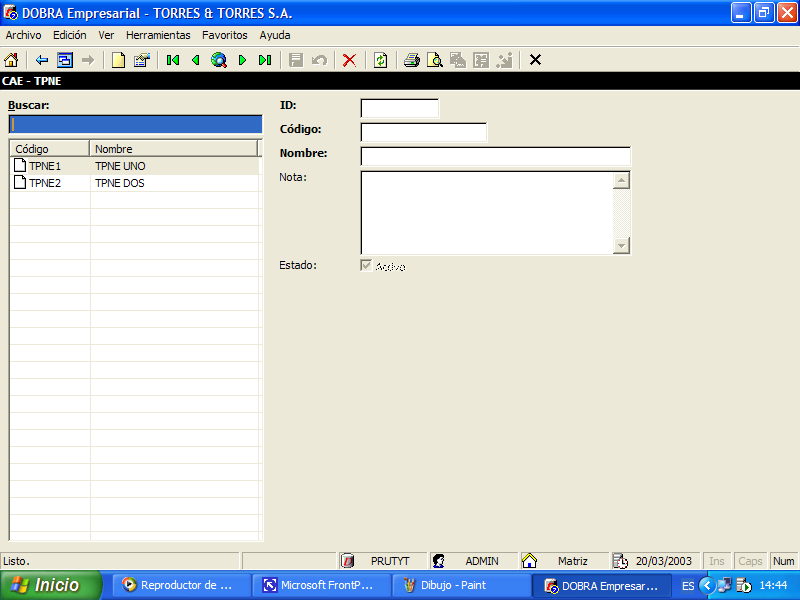 DOBRA Empresarial - TORRES & TORRES S.A.
Archivo Edición Ver Herramientas Favoritos Ayuda
CAE - TPNE
Buscar:
Código Nombre
TPNE1 TPNE UNO
TPNE2 TPNE DOS
ID:
Código:
Nombre:
Nota:
Estado: Activo
Listo. PRUTYT ADMIN Matriz 20/03/2003 Ins Caps Num
Inicio Reproductor de ... Microsoft FrontP... Dibujo - Paint DOBRA Empresar... ES 14:44